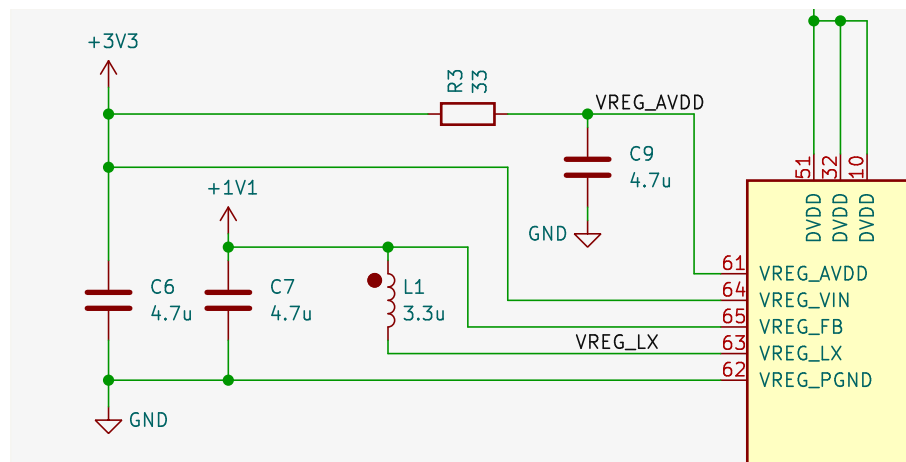 +3V3
R3
33
VREG_AVDD
C9
4.7u
GND
+1V1
51
32
10
DVDD
DVDD
DVDD
61
VREG_AVDD
64
VREG_VIN
65
VREG_FB
63
VREG_LX
62
VREG_PGND
C6
4.7u
C7
4.7u
L1
3.3u
VREG_LX
GND